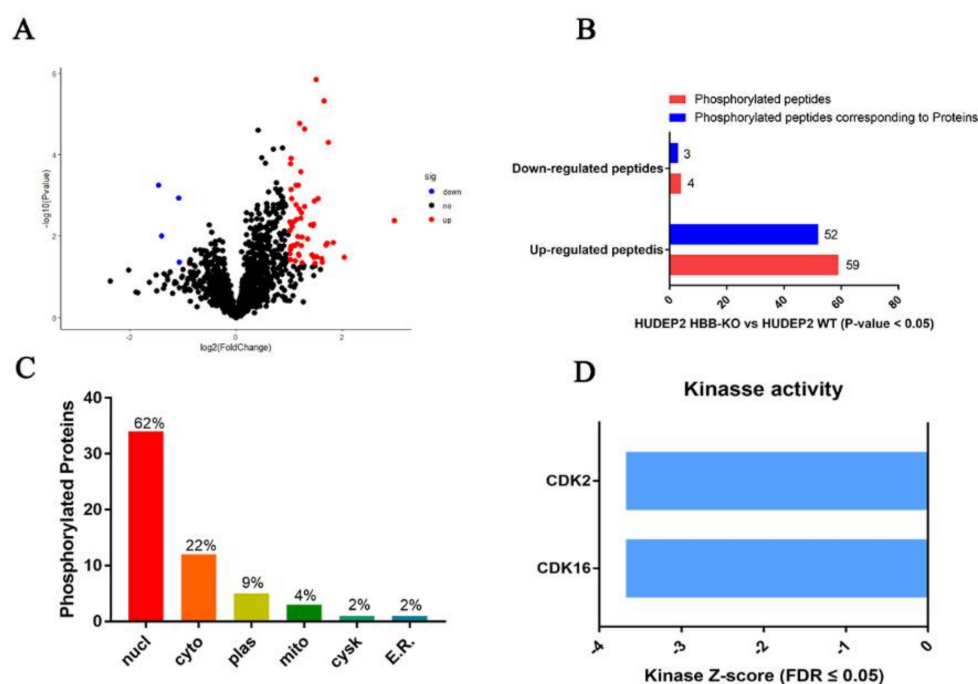 A
6
4
2
0
-log10(Pvalue)
-2
0
2
log2(FoldChange)
sig
down
no
up
B
Phosphorylated peptides
Phosphorylated peptides corresponding to Proteins
Down-regulated peptides
3
4
Up-regulated peptedis
52
59
0
20
40
60
80
HUDEP2 HBB-KO vs HUDEP2 WT (P-value < 0.05)
C
Phosphorylated Proteins
40
30
20
10
0
62%
22%
9%
4%
2%
2%
nucl
cyto
plas
mito
cysk
E.R.
D
Kinasse activity
CDK2
CDK16
-4
-3
-2
-1
0
Kinase Z-score (FDR ≤ 0.05)